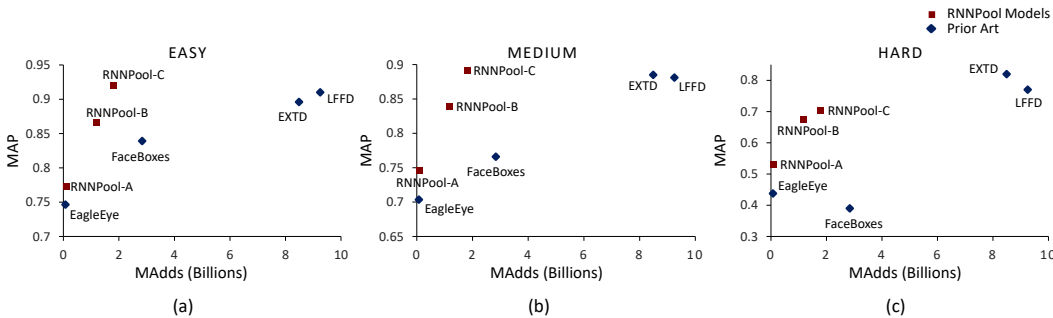 RNNPool Models
Prior Art
EASY
MAP
0.95
0.9
0.85
0.8
0.75
0.7
RNNPool-C
RNNPool-B
FaceBoxes
RNNPool-A
EagleEye
EXTD
LFFD
0 2 4 6 8 10
MAdds (Billions)
(a)
MEDIUM
0.9
0.85
0.8
0.75
0.7
0.65
RNNPool-C
RNNPool-B
FaceBoxes
RNNPool-A
EagleEye
EXTD
LFFD
0 2 4 6 8 10
MAdds (Billions)
(b)
HARD
MAP
0.8
0.7
0.6
0.5
0.4
0.3
EXTD
LFFD
RNNPool-C
RNNPool-B
RNNPool-A
EagleEye
FaceBoxes
0 2 4 6 8 10
MAdds (Billions)
(c)